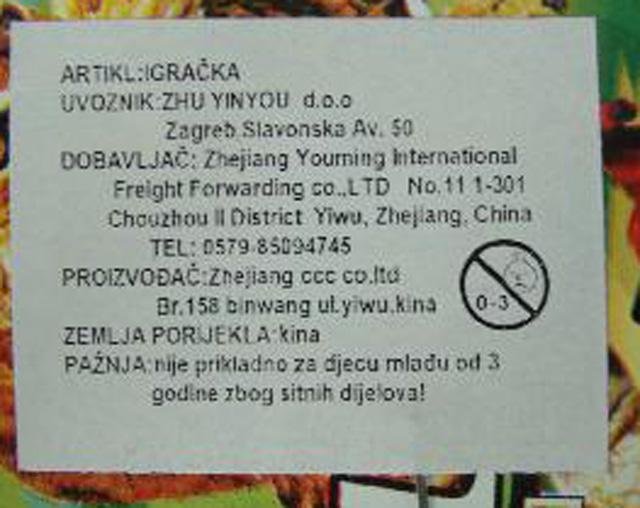 ARTIKL:IGRAČKA
UVOZNIK:ZHU YINYOU d.o.o
Zagreb.Slavonska Av. 50
DOBAVLJAČ: Zhejiang Youming International
Freight Forwarding co.,LTD No.11 1-301
Chouzhou II District Yiwu, Zhejiang, China
TEL: 0579-85094745
PROIZVOĐAČ:Zhejiang ccc co.ltd
Br.158 binwang ul.yiwu.kina
0-3
ZEMLJA PORIJEKLA:kina
PAŽNJA:nije prikladno za djecu mlađu od 3
godine zbog sitnih dijelova!